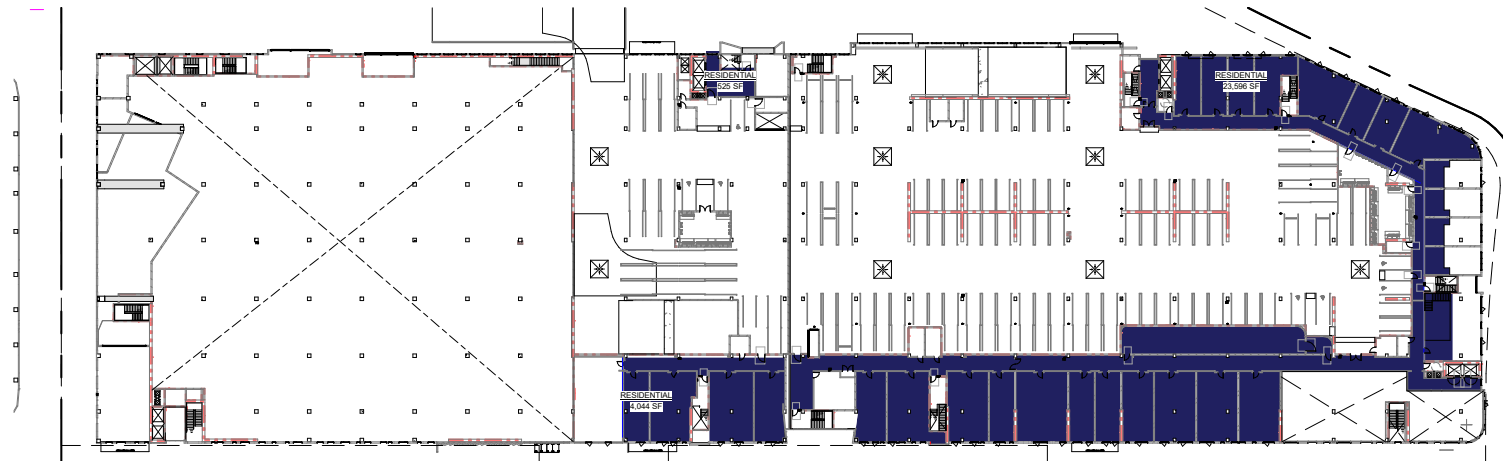 RESIDENTIAL
525 SF
RESIDENTIAL
23,596 SF
RESIDENTIAL
4,044 SF